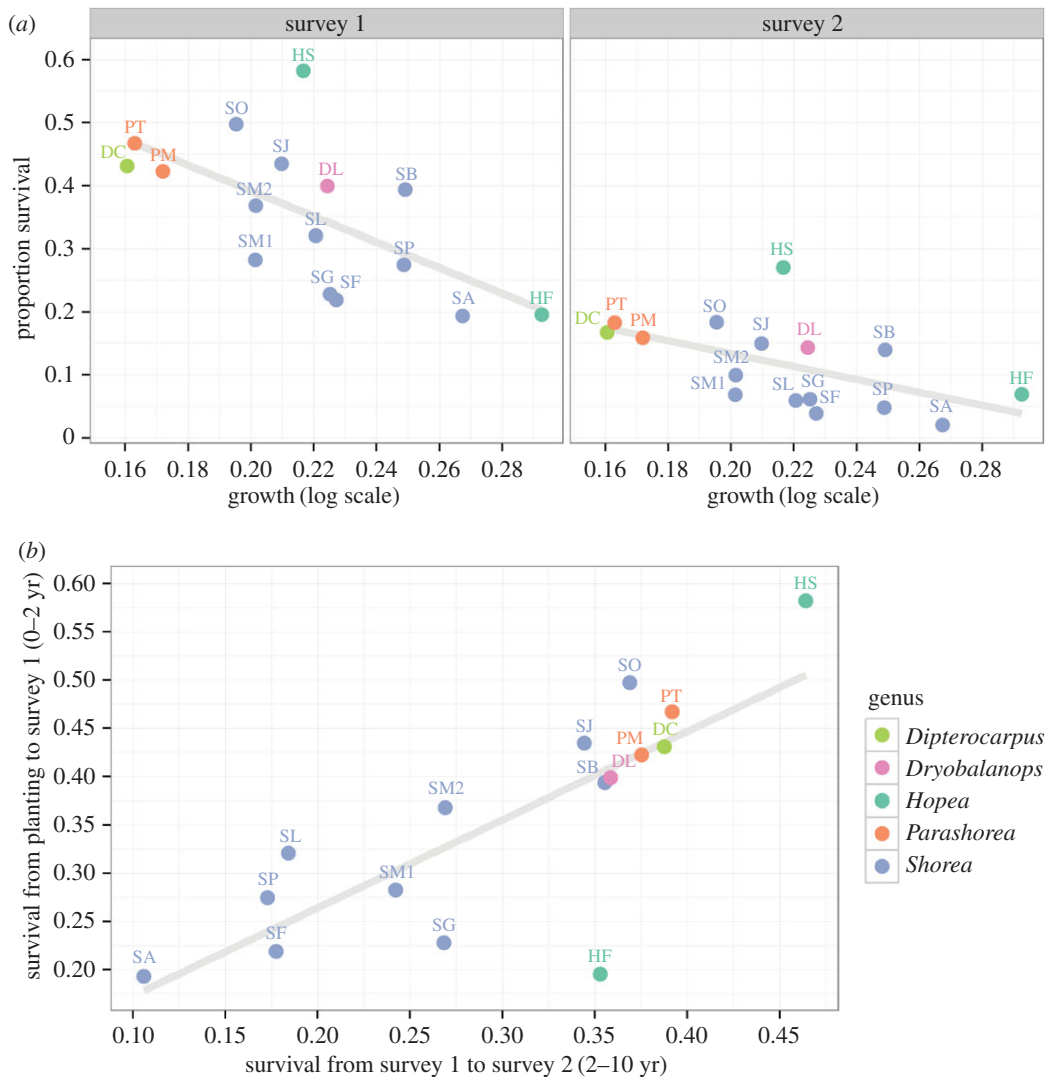 (a)
survey 1
survey 2
proportion survival
0.6
0.5
0.4
0.3
0.2
0.1
0
HS
SO
PT
DC
PM
SJ
DL
SB
SM2
SL
SM1
SP
SG
SF
SA
HF
0.16
0.20
0.22
0.24
0.26
0.28
growth (log scale)
HS
PT
DC
PM
SO
SJ
DL
SB
SM2
SM1
SL
SG
SF
SP
SA
HF
0.16
0.20
0.22
0.24
0.26
0.28
growth (log scale)
(b)
survival from planting to survey 1 (0–2 yr)
0.60
0.55
0.50
0.45
0.40
0.35
0.30
0.25
0.20
HS
SO
PT
SJ
PM
DC
SB
DL
SM2
SL
SP
SM1
SF
SG
SA
HF
0.10
0.15
0.20
0.25
0.30
0.35
0.40
0.45
survival from survey 1 to survey 2 (2–10 yr)
genus
Dipterocarpus
Dryobalanops
Hopea
Parashorea
Shorea